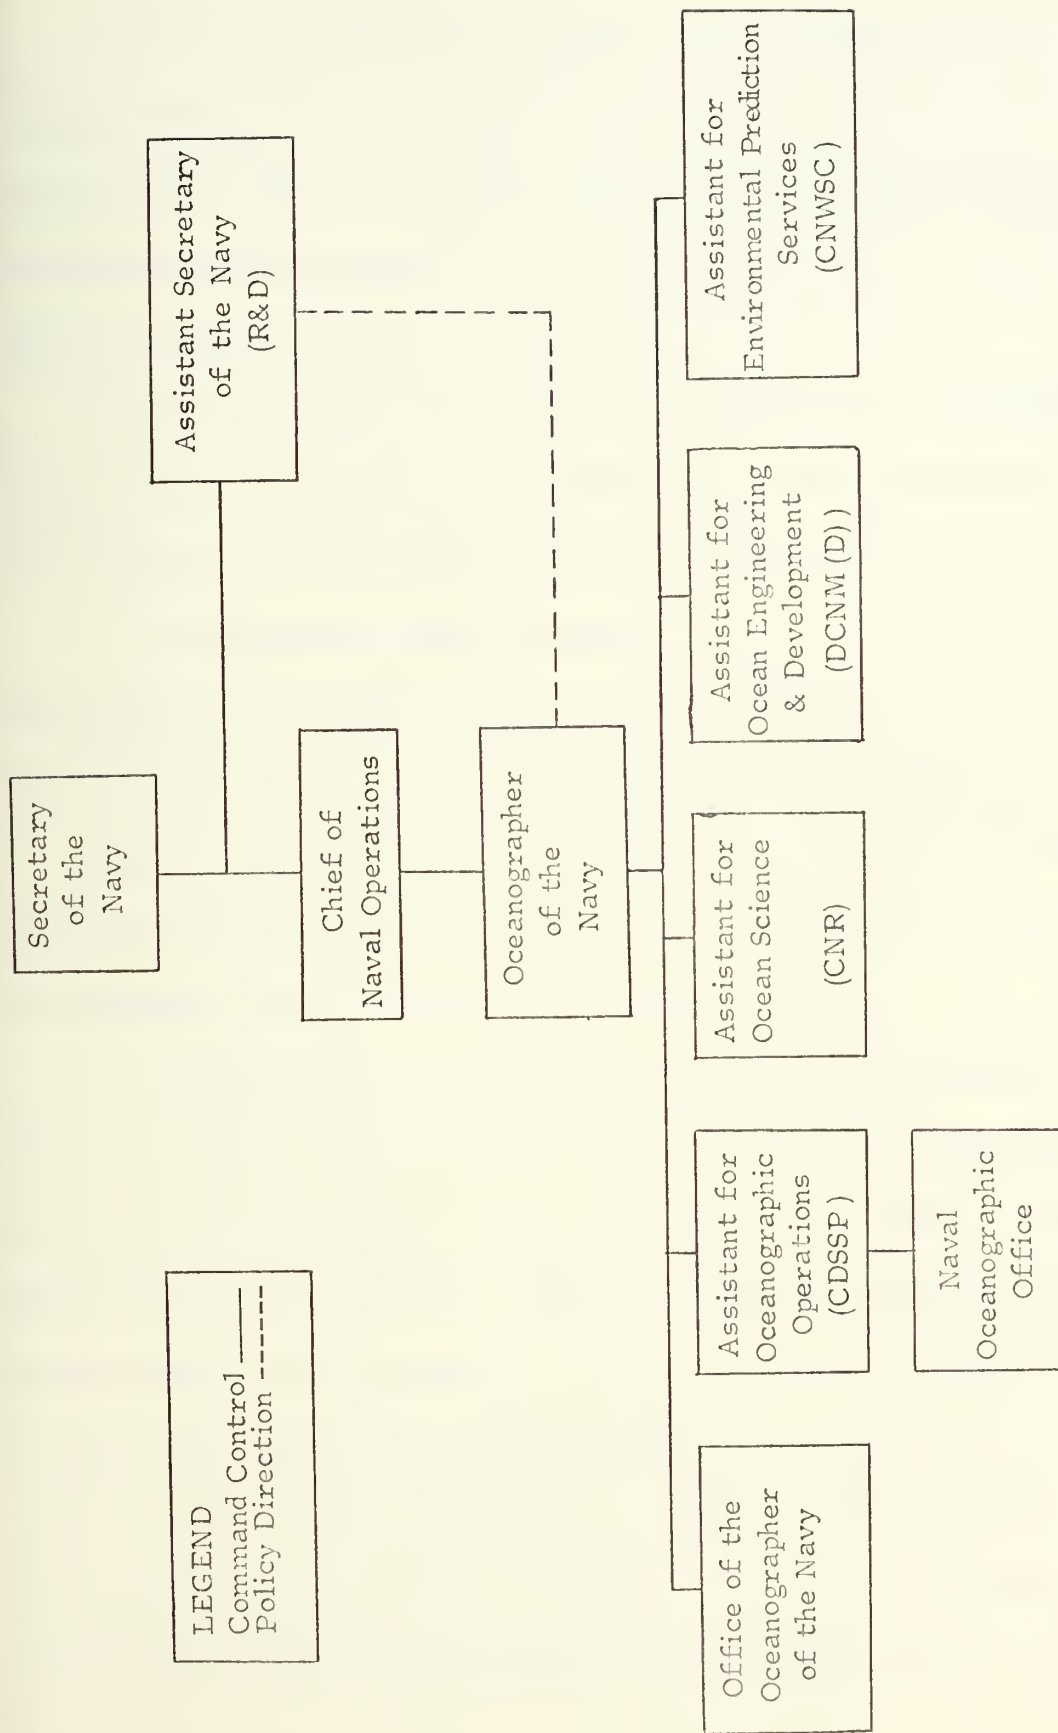 Secretary
of the
Navy
Assistant Secretary
of the Navy
(R&D)
LEGEND
Command Control
Policy Direction
Chief of
Naval Operations
Oceanographer
of the
Navy
Office of the
Oceanographer
of the Navy
Assistant for
Oceanographic
Operations
(CDSSP)
Assistant for
Ocean Science
(CNR)
Assistant for
Ocean Engineering
& Development
(DCNM (D))
Assistant for
Environmental Prediction
Services
(CNWSC)
Naval
Oceanographic
Office